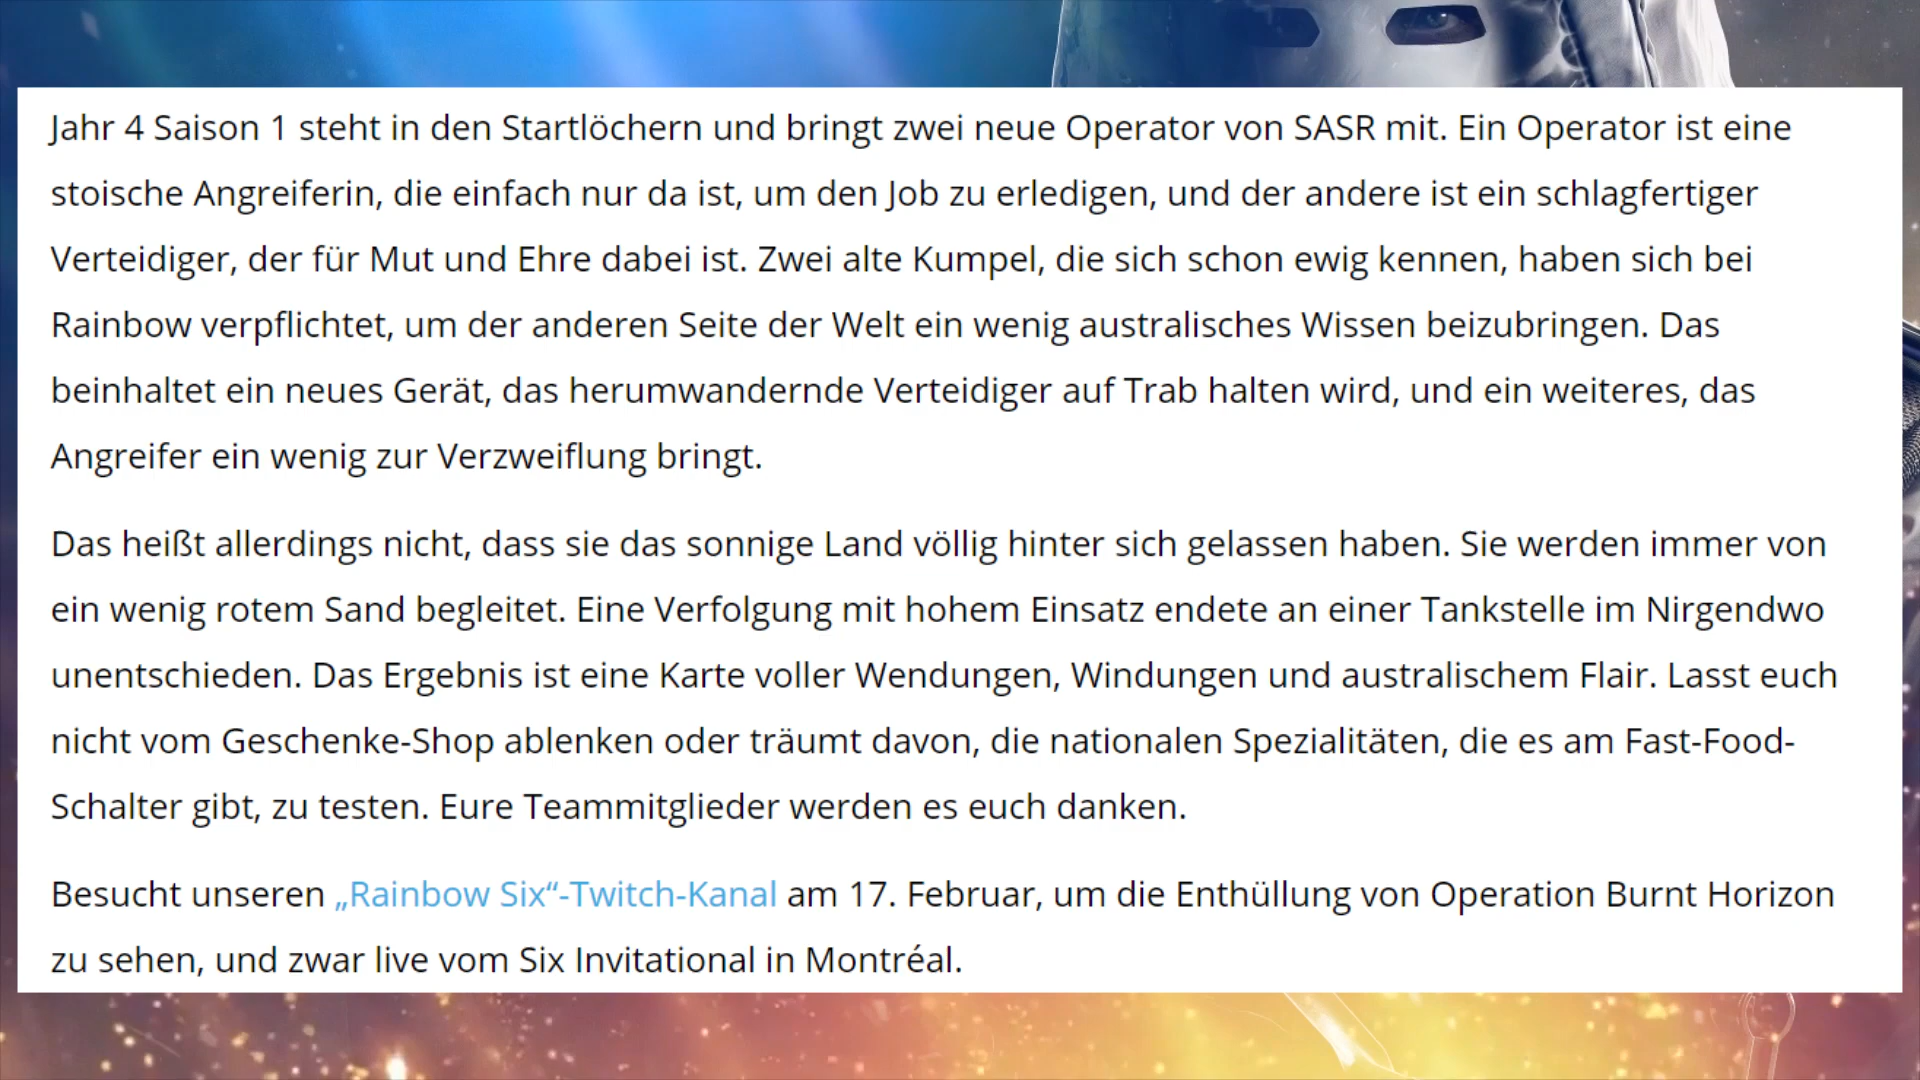 Jahr 4 Saison 1 steht in den Startlöchern und bringt zwei neue Operator von SASR mit. Ein Operator ist eine
stoische Angreiferin, die einfach nur da ist, um den Job zu erledigen, und der andere ist ein schlagfertiger
Verteidiger, der für Mut und Ehre dabei ist. Zwei alte Kumpel, die sich schon ewig kennen, haben sich bei
Rainbow verpflichtet, um der anderen Seite der Welt ein wenig australisches Wissen beizubringen. Das
beinhaltet ein neues Gerät, das herumwandernde Verteidiger auf Trab halten wird, und ein weiteres, das
Angreifer ein wenig zur Verzweiflung bringt.
Das heißt allerdings nicht, dass sie das sonnige Land völlig hinter sich gelassen haben. Sie werden immer von
ein wenig rotem Sand begleitet. Eine Verfolgung mit hohem Einsatz endete an einer Tankstelle im Nirgendwo
unentschieden. Das Ergebnis ist eine Karte voller Wendungen, Windungen und australischem Flair. Lasst euch
nicht vom Geschenke-Shop ablenken oder träumt davon, die nationalen Spezialitäten, die es am Fast-Food-
Schalter gibt, zu testen. Eure Teammitglieder werden es euch danken.
Besucht unseren „Rainbow Six“-Twitch-Kanal am 17. Februar, um die Enthüllung von Operation Burnt Horizon
zu sehen, und zwar live vom Six Invitational in Montréal.